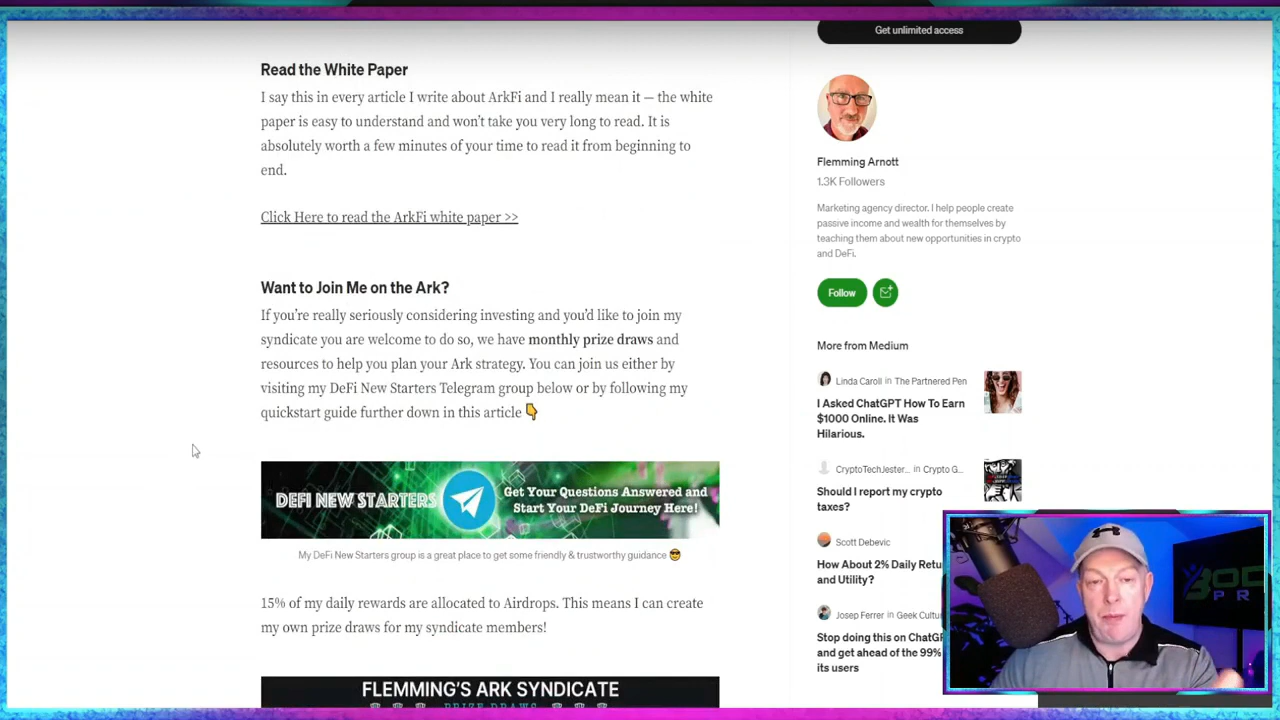 Get unlimited access
Read the White Paper
I say this in every article I write about ArkFi and I really mean it — the white
paper is easy to understand and won't take you very long to read. It is
absolutely worth a few minutes of your time to read it from beginning to
end.
Click Here to read the ArkFi white paper >>
Want to Join Me on the Ark?
If you're really seriously considering investing and you'd like to join my
syndicate you are welcome to do so, we have monthly prize draws and
resources to help you plan your Ark strategy. You can join us either by
visiting my DeFi New Starters Telegram group below or by following my
quickstart guide further down in this article 👇
DEFI NEW STARTERS
Get Your Questions Answered and
Start Your DeFi Journey Here!
My DeFi New Starters group is a great place to get some friendly & trustworthy guidance 😎
15% of my daily rewards are allocated to Airdrops. This means I can create
my own prize draws for my syndicate members!
FLEMMING'S ARK SYNDICATE
PRIZE DRAWS
Flemming Arnott
1.3K Followers
Marketing agency director. I help people create
passive income and wealth for themselves by
teaching them about new opportunities in crypto
and DeFi.
Follow
More from Medium
Linda Caroll in The Partnered Pen
I Asked ChatGPT How To Earn
$1000 Online. It Was
Hilarious.
CryptoTechJester... in Crypto G...
Should I report my crypto
taxes?
Scott Debevic
How About 2% Daily Retu
and Utility?
Josep Ferrer in Geek Cultu
Stop doing this on ChatG
and get ahead of the 99%
its users
PR